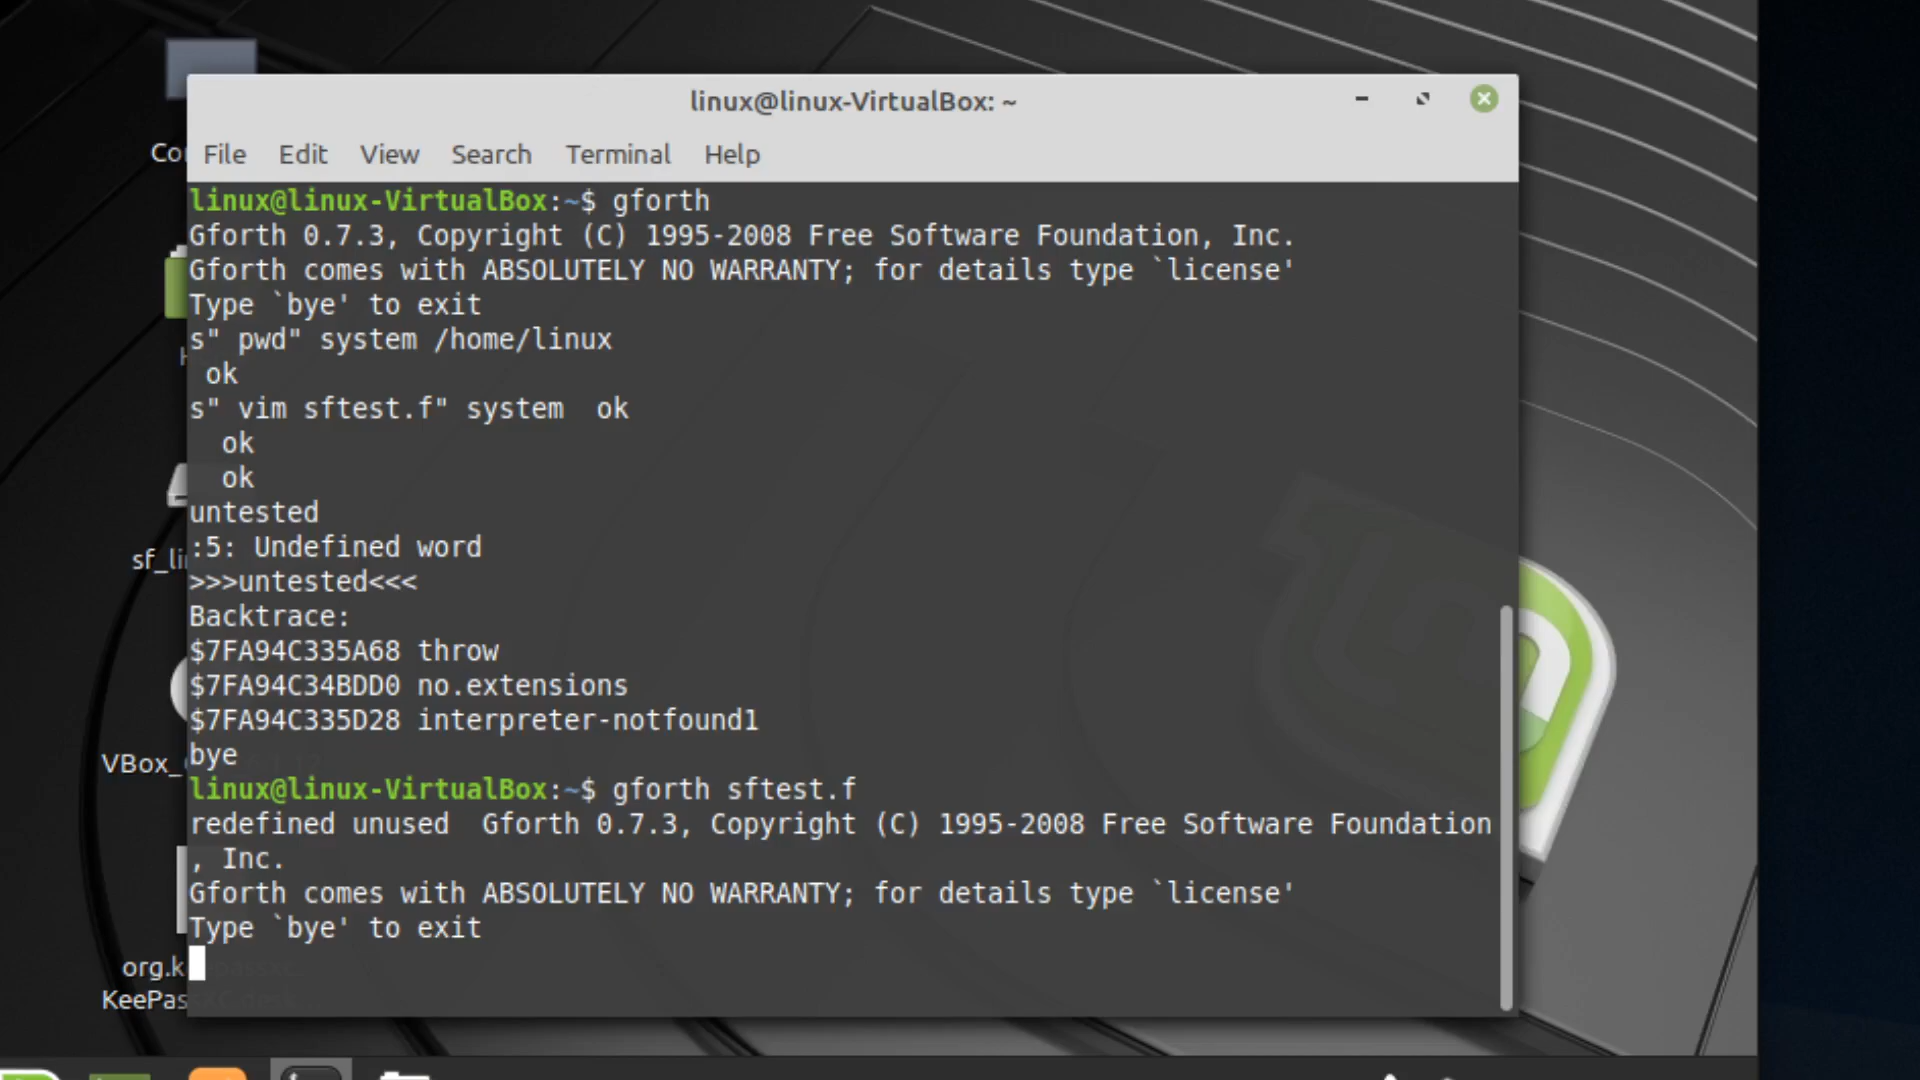 linux@linux-VirtualBox: ~
File Edit View Search Terminal Help
linux@linux-VirtualBox:~$ gforth
Gforth 0.7.3, Copyright (C) 1995-2008 Free Software Foundation, Inc.
Gforth comes with ABSOLUTELY NO WARRANTY; for details type `license'
Type `bye' to exit
s" pwd" system /home/linux
 ok
s" vim sftest.f" system  ok
  ok
  ok
untested
:5: Undefined word
>>>untested<<<
Backtrace:
$7FA94C335A68 throw
$7FA94C34BDD0 no.extensions
$7FA94C335D28 interpreter-notfound1
bye
linux@linux-VirtualBox:~$ gforth sftest.f
redefined unused  Gforth 0.7.3, Copyright (C) 1995-2008 Free Software Foundation
, Inc.
Gforth comes with ABSOLUTELY NO WARRANTY; for details type `license'
Type `bye' to exit
Co
sf_li
VBox_
org.k
KeePas